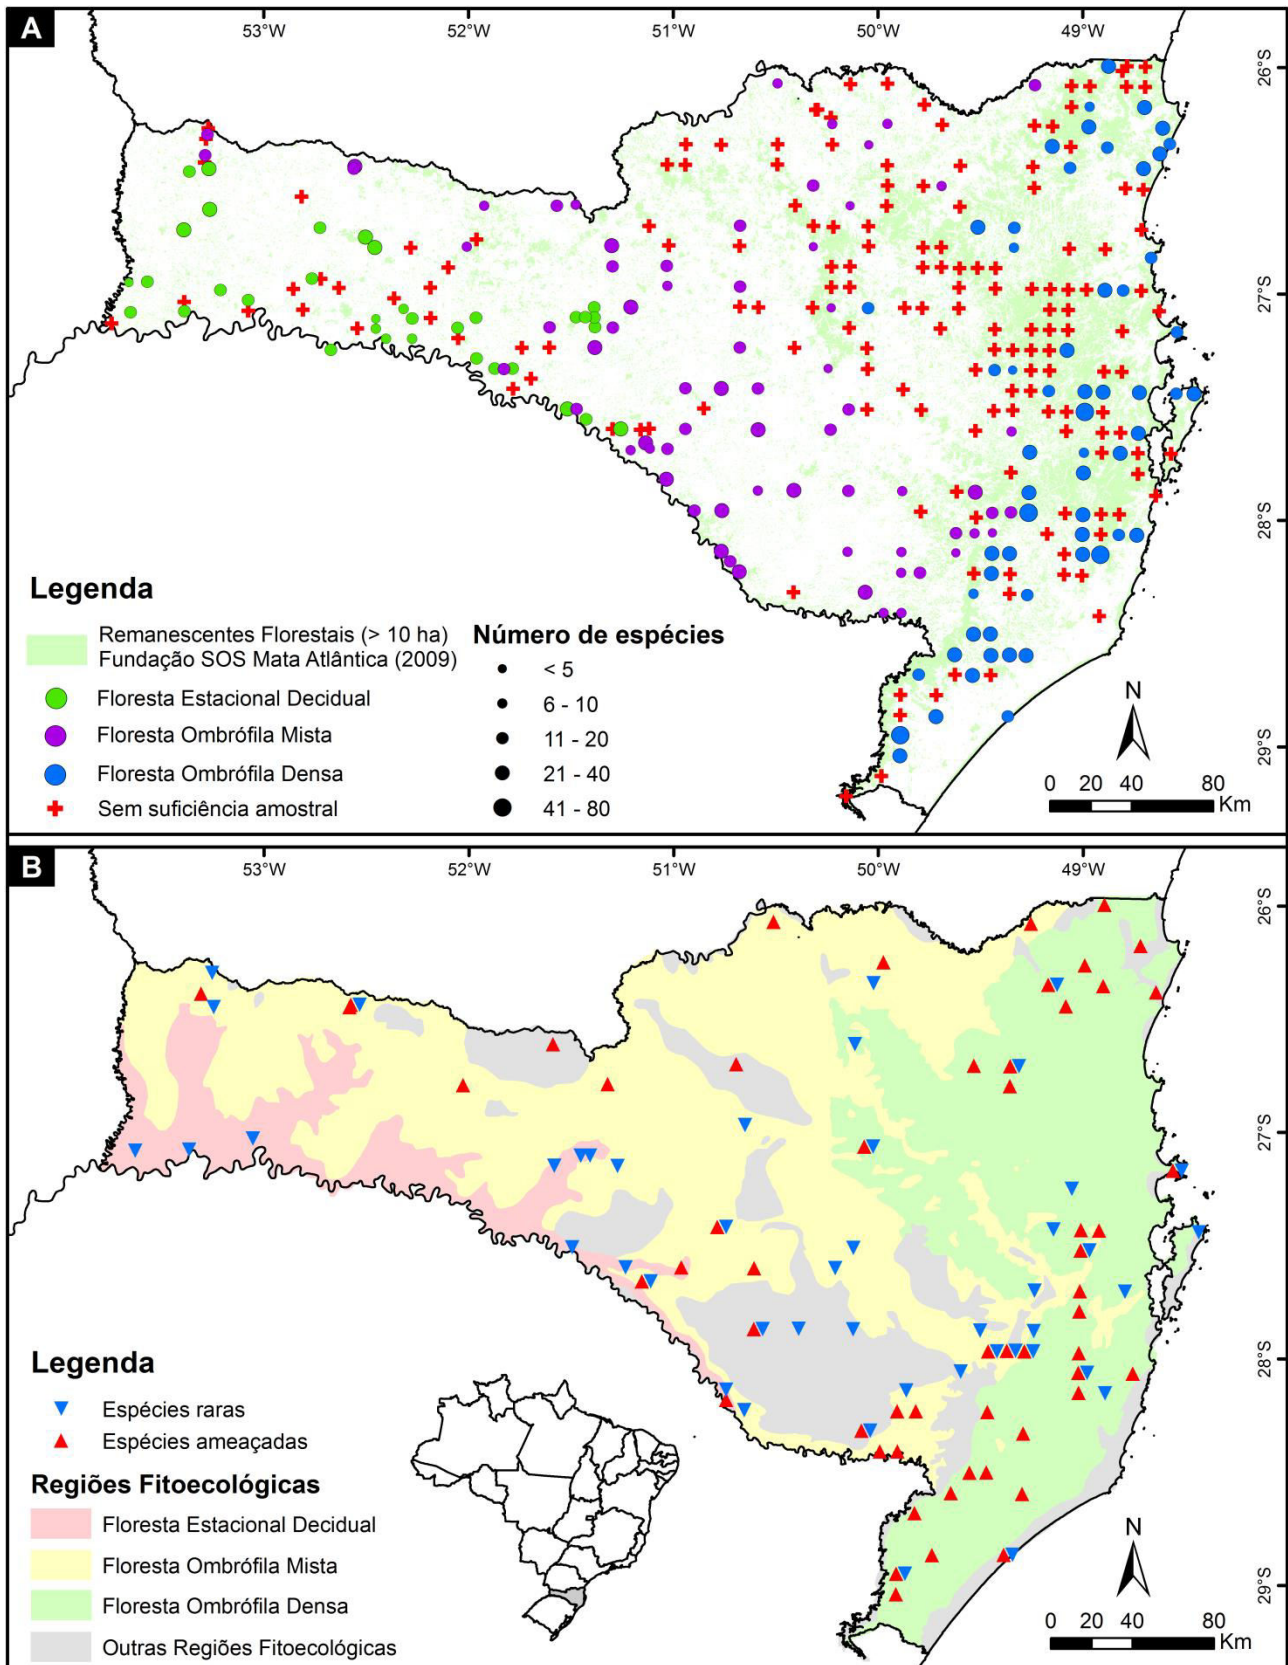 A
53°W
52°W
51°W
50°W
49°W
26°S
27°S
28°S
29°S
Legenda
Remanescentes Florestais (> 10 ha)
Fundação SOS Mata Atlântica (2009)
Floresta Estacional Decidual
Floresta Ombrófila Mista
Floresta Ombrófila Densa
Sem suficiência amostral
Número de espécies
< 5
6 - 10
11 - 20
21 - 40
41 - 80
N
0 20 40 80
Km
B
53°W
52°W
51°W
50°W
49°W
26°S
27°S
28°S
29°S
Legenda
Espécies raras
Espécies ameaçadas
Regiões Fitoecológicas
Floresta Estacional Decidual
Floresta Ombrófila Mista
Floresta Ombrófila Densa
Outras Regiões Fitoecológicas
N
0 20 40 80
Km